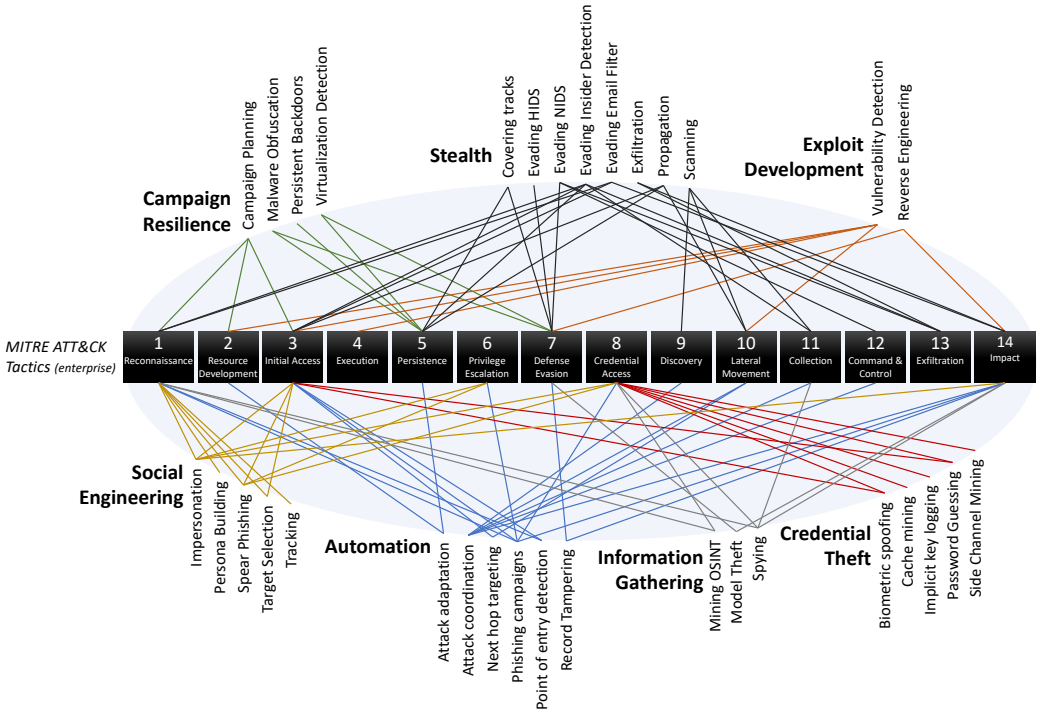 Campaign
Resilience
Campaign Planning
Malware Obfuscation
Persistent Backdoors
Virtualization Detection
Stealth
Covering tracks
Evading HIDS
Evading NIDS
Evading Insider Detection
Evading Email Filter
Exfiltration
Propagation
Scanning
Exploit
Development
Vulnerability Detection
Reverse Engineering
MITRE ATT&CK
Tactics (enterprise)
1
Reconnaissance
2
Resource
Development
3
Initial Access
4
Execution
5
Persistence
6
Privilege
Escalation
7
Defense
Evasion
8
Credential
Access
9
Discovery
10
Lateral
Movement
11
Collection
12
Command &
Control
13
Exfiltration
14
Impact
Social
Engineering
Impersonation
Persona Building
Spear Phishing
Target Selection
Tracking
Automation
Attack adaptation
Attack coordination
Next hop targeting
Phishing campaigns
Point of entry detection
Record Tampering
Information
Gathering
Mining OSINT
Model Theft
Spying
Credential
Theft
Biometric spoofing
Cache mining
Implicit key logging
Password Guessing
Side Channel Mining